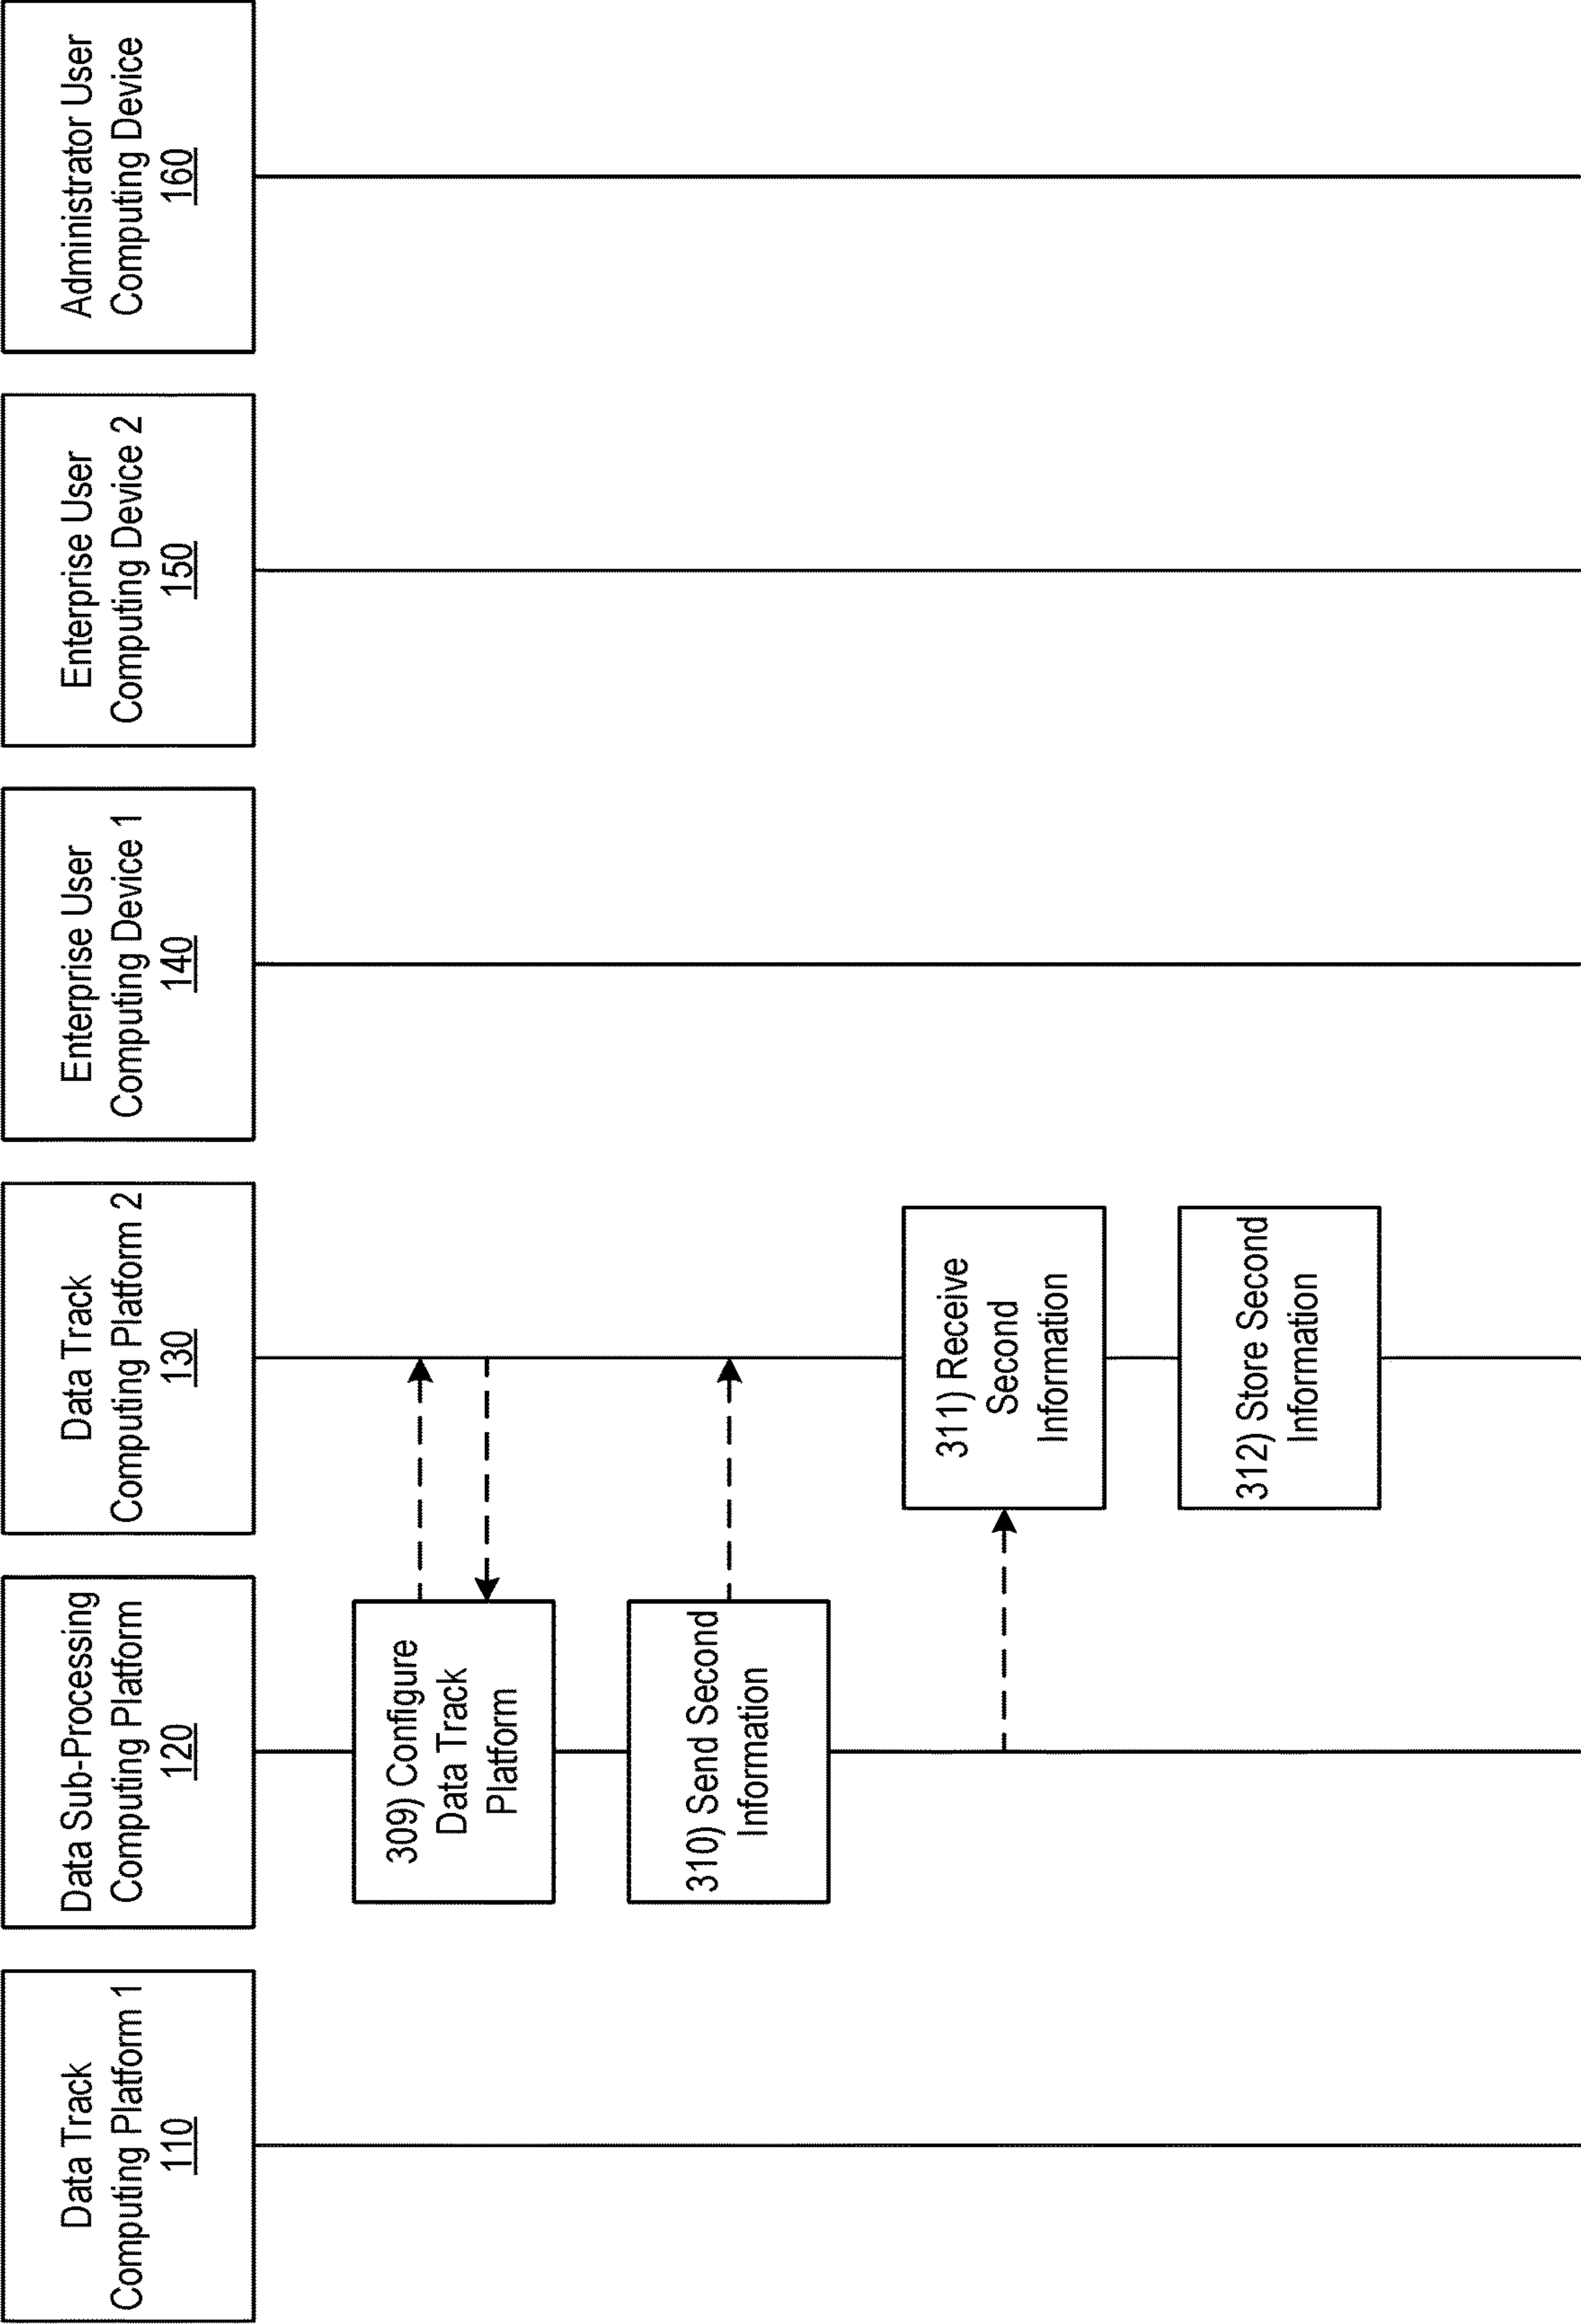 Data Track
Computing Platform 1
110
Data Sub-Processing
Computing Platform
120
Data Track
Computing Platform 2
130
Enterprise User
Computing Device 1
140
Enterprise User
Computing Device 2
150
Administrator User
Computing Device
160
309) Configure
Data Track
Platform
310) Send Second
Information
311) Receive
Second
Information
312) Store Second
Information